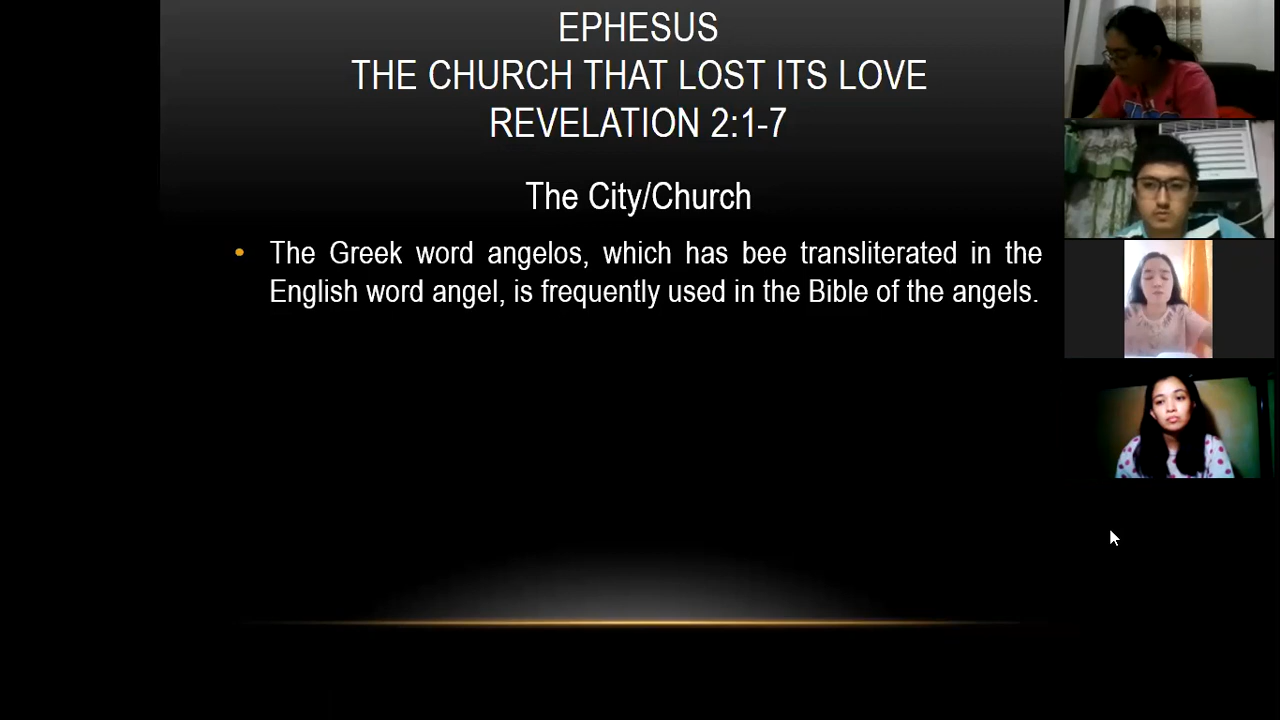 EPHESUS
THE CHURCH THAT LOST ITS LOVE
REVELATION 2:1-7
The City/Church
• The Greek word angelos, which has bee transliterated in the
English word angel, is frequently used in the Bible of the angels.